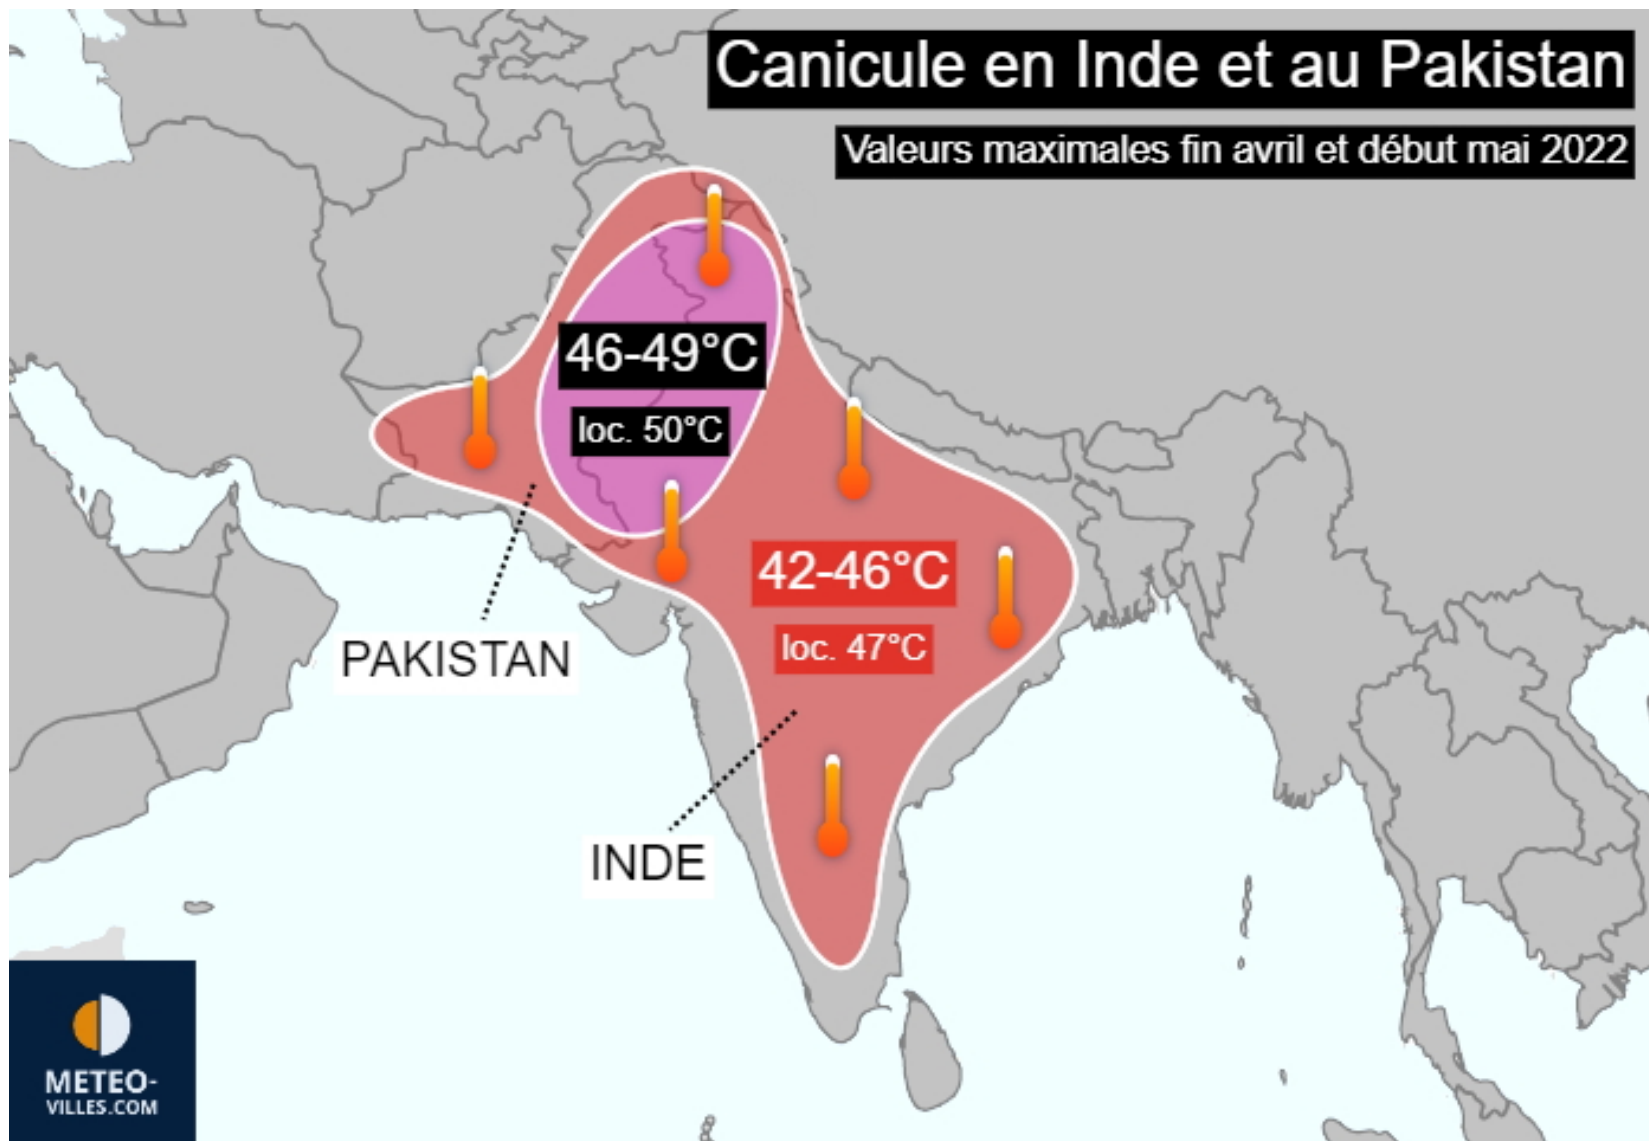 Canicule en Inde et au Pakistan
Valeurs maximales fin avril et début mai 2022
46-49°C
loc. 50°C
42-46°C
loc. 47°C
PAKISTAN
INDE
METEO-
VILLES.COM